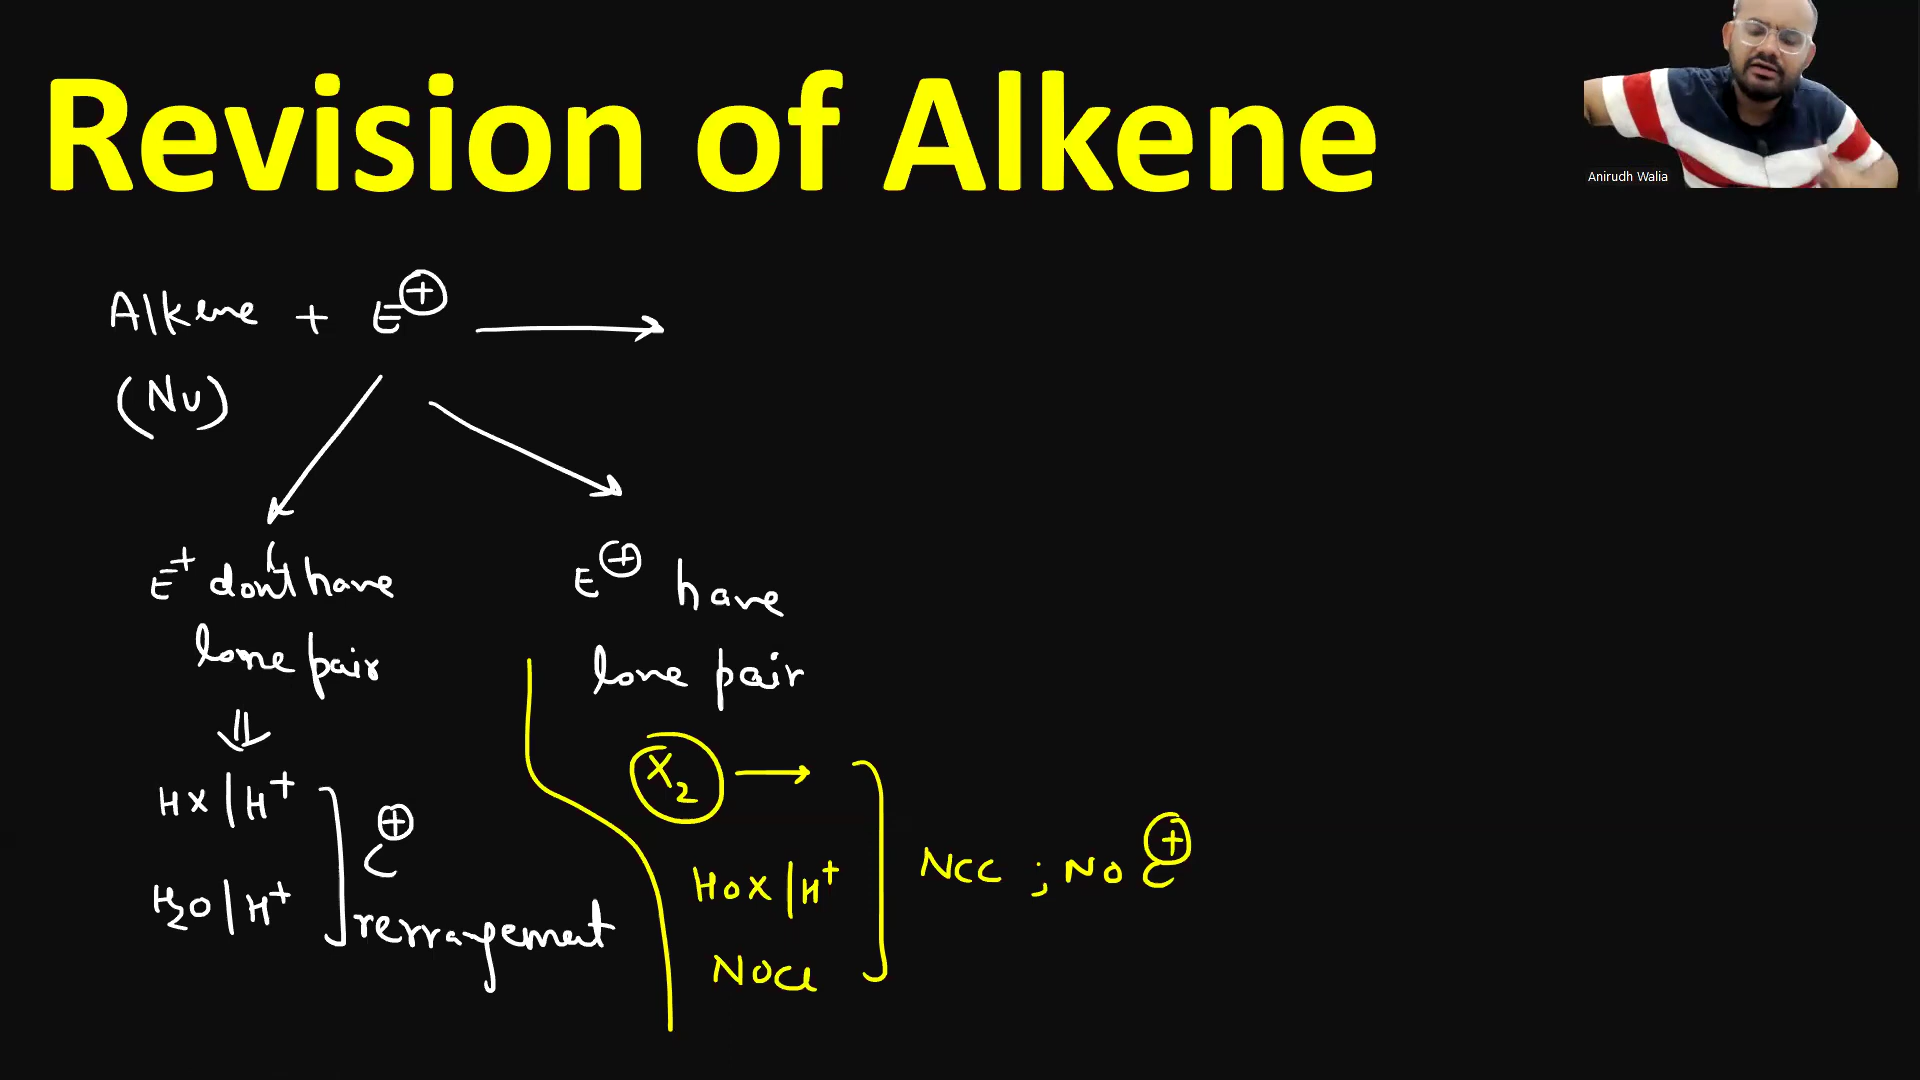 Revision of Alkene
Anirudh Walia
Alkene + E⊕ →
(Nu)
E+ don't have
lone pair
⇓
HX | H+
H2O | H+
C⊕
rerrangement
E⊕ have
lone pair
X2 →
HOX | H+
NOCl
NCC ; NO C⊕